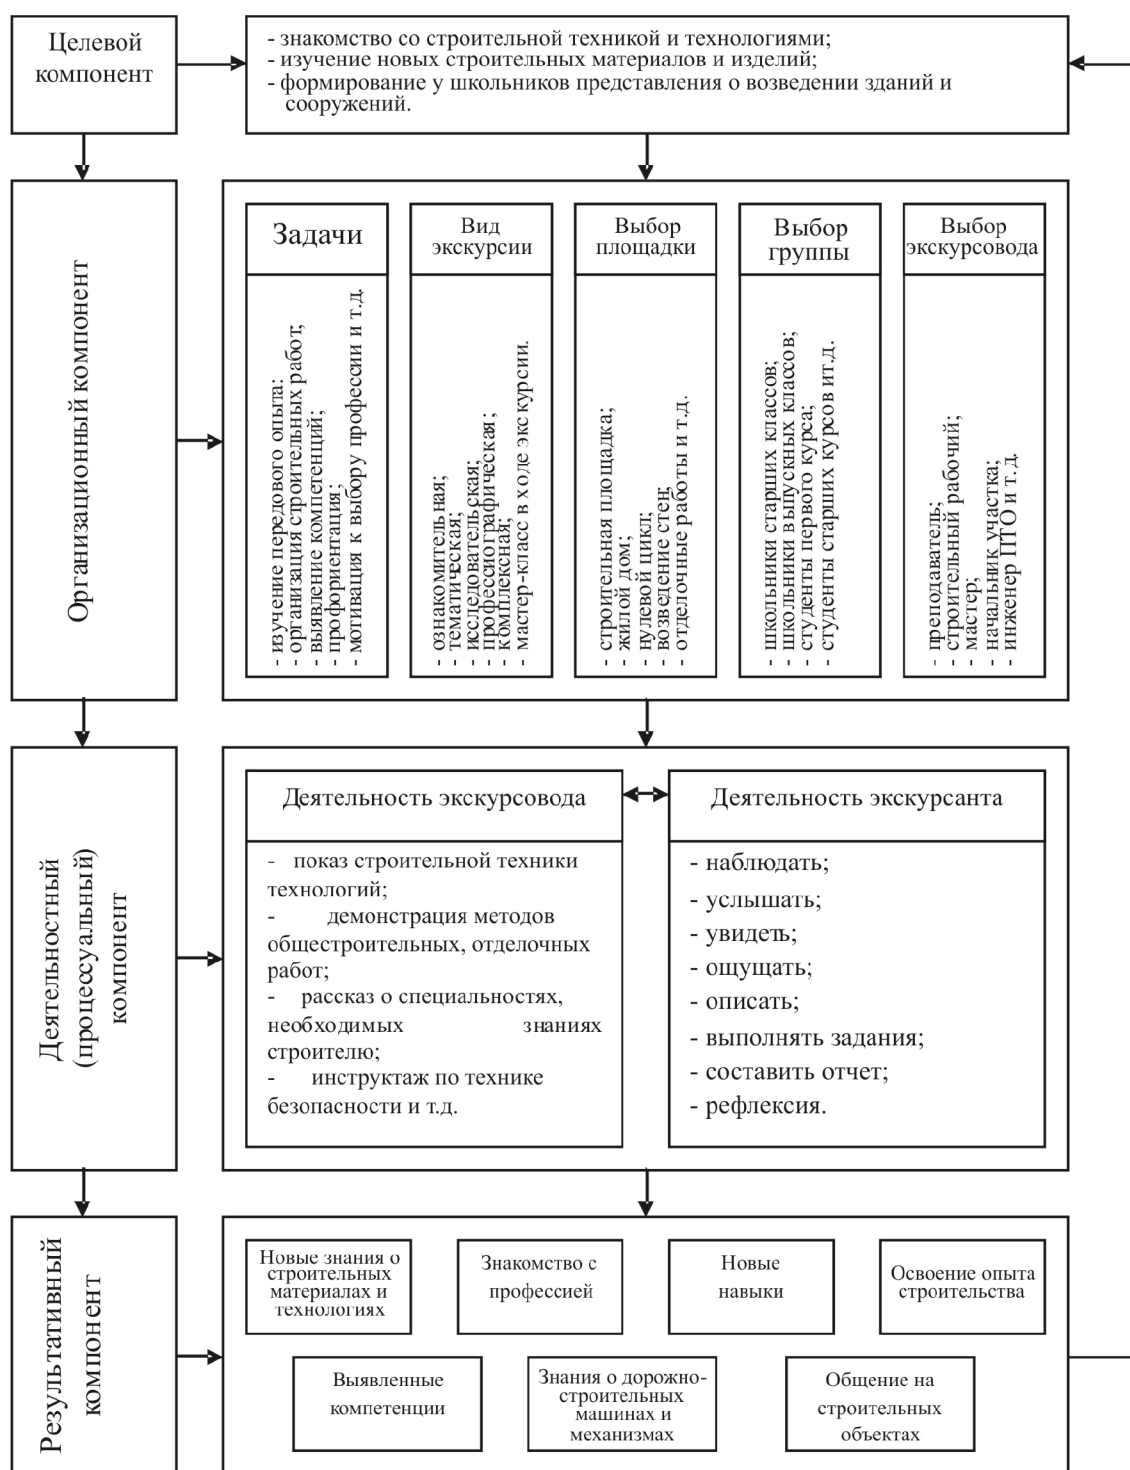 Целевой
компонент
- знакомство со строительной техникой и технологиями;
- изучение новых строительных материалов и изделий;
- формирование у школьников представления о возведении зданий и
сооружений.
Организационный компонент
Задачи
- изучение передового опыта:
- организация строительных работ;
- выявление компетенций;
- профориентация;
- мотивация к выбору профессии и т.д.
Вид
экскурсии
- ознакомительная;
- тематическая;
- исследовательская;
- профессиографическая;
- комплексная;
- мастер-класс в ходе экскурсии.
Выбор
площадки
- строительная площадка;
- жилой дом;
- нулевой цикл;
- возведение стен;
- отделочные работы и т.д.
Выбор
группы
- школьники старших классов;
- школьники выпускных классов;
- студенты первого курса;
- студенты старших курсов ит.д.
Выбор
экскурсовода
- преподаватель;
- строительный рабочий;
- мастер;
- начальник участка;
- инженер ПТО и т.д.
Деятельностный
(процессуальный)
компонент
Деятельность экскурсовода
- показ строительной техники
технологий;
- демонстрация методов
общестроительных, отделочных
работ;
- рассказ о специальностях,
необходимых знаниях
строителю;
- инструктаж по технике
безопасности и т.д.
Деятельность экскурсанта
- наблюдать;
- услышать;
- увидеть;
- ощущать;
- описать;
- выполнять задания;
- составить отчет;
- рефлексия.
Результативный
компонент
Новые знания о
строительных
материалах и
технологиях
Знакомство с
профессией
Новые
навыки
Освоение опыта
строительства
Выявленные
компетенции
Знания о дорожно-
строительных
машинах и
механизмах
Общение на
строительных
объектах